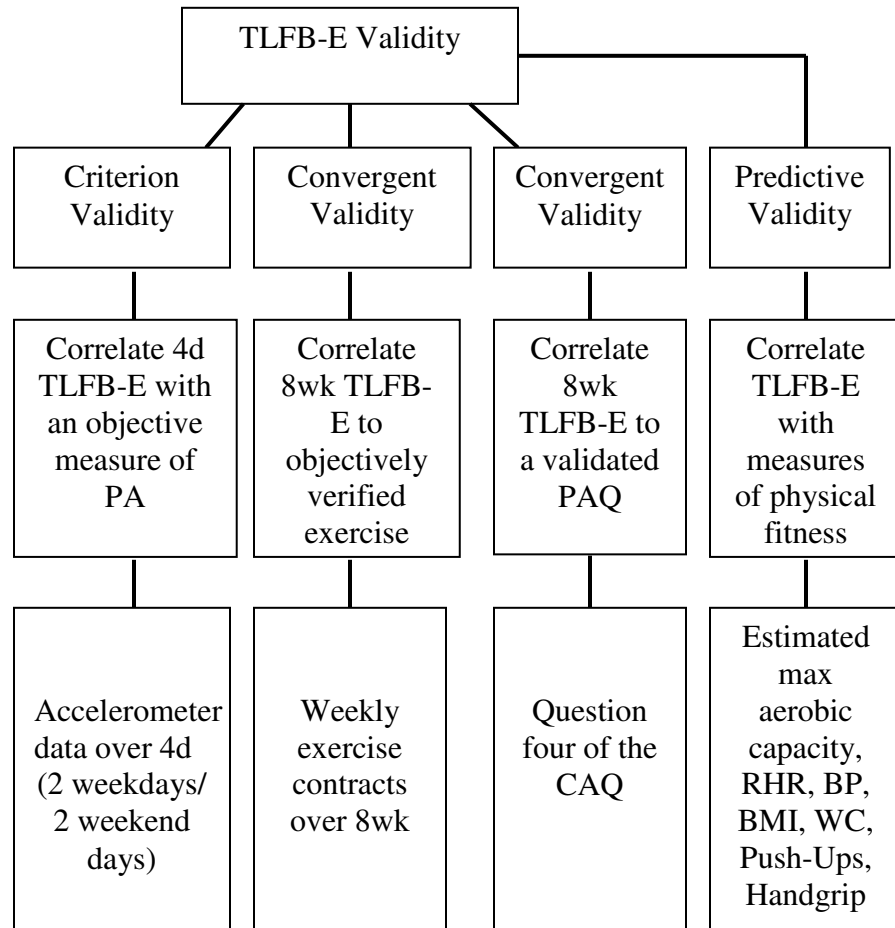 TLFB-E Validity
Criterion
Validity
Convergent
Validity
Convergent
Validity
Predictive
Validity
Correlate 4d
TLFB-E with
an objective
measure of
PA
Correlate
8wk TLFB-
E to
objectively
verified
exercise
Correlate
8wk
TLFB-E to
a validated
PAQ
Correlate
TLFB-E
with
measures
of physical
fitness
Accelerometer
data over 4d
(2 weekdays/
2 weekend
days)
Weekly
exercise
contracts
over 8wk
Question
four of the
CAQ
Estimated
max
aerobic
capacity,
RHR, BP,
BMI, WC,
Push-Ups,
Handgrip